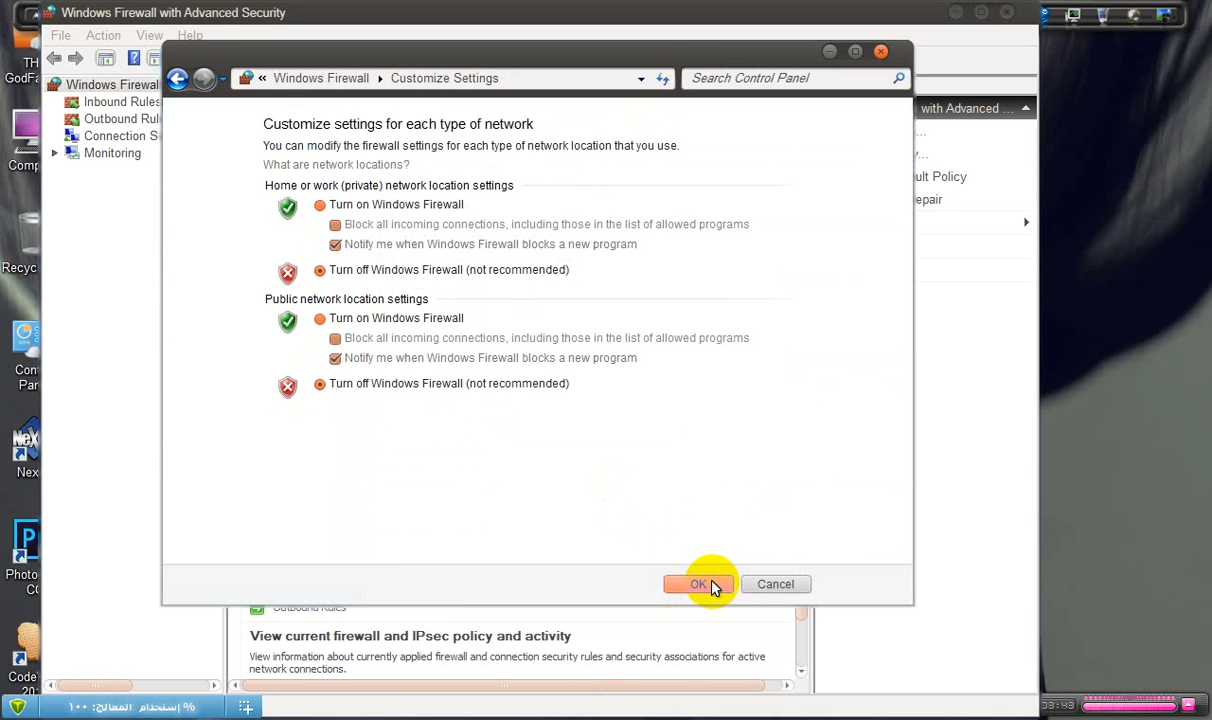 Windows Firewall with Advanced Security
File Action View Help
TH
GodFa
Windows Firewal
Inbound Rules
Outbound Rul
Connection S
Monitoring
Comp
Recyc
Con
Par
Nex
Photo
CC
Code
20
« Windows Firewall Customize Settings
Search Control Panel
with Advanced ...
ult Policy
epair
Customize settings for each type of network
You can modify the firewall settings for each type of network location that you use.
What are network locations?
Home or work (private) network location settings
Turn on Windows Firewall
Block all incoming connections, including those in the list of allowed programs
Notify me when Windows Firewall blocks a new program
Turn off Windows Firewall (not recommended)
Public network location settings
Turn on Windows Firewall
Block all incoming connections, including those in the list of allowed programs
Notify me when Windows Firewall blocks a new program
Turn off Windows Firewall (not recommended)
OK Cancel
Outbound Rules
View current firewall and IPsec policy and activity
View information about currently applied firewall and connection security rules and security associations for active
network connections.
% إستخدام المعالج: ١٠٠